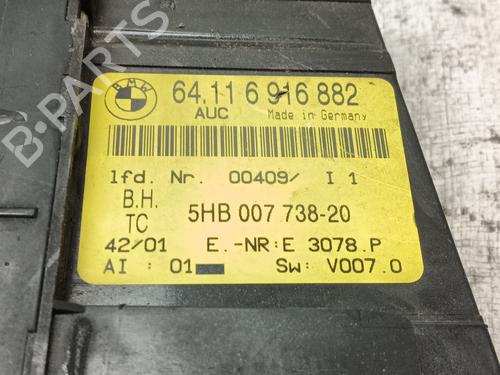 BMW
64.11 6 916 882
AUC Made in Germany
lfd. Nr. 00409/ I 1
B.H.
TC 5HB 007 738-20
42/01 E.-NR:E 3078.P
AI : 01 Sw: V007.0
B-PARTS
B-PARTS